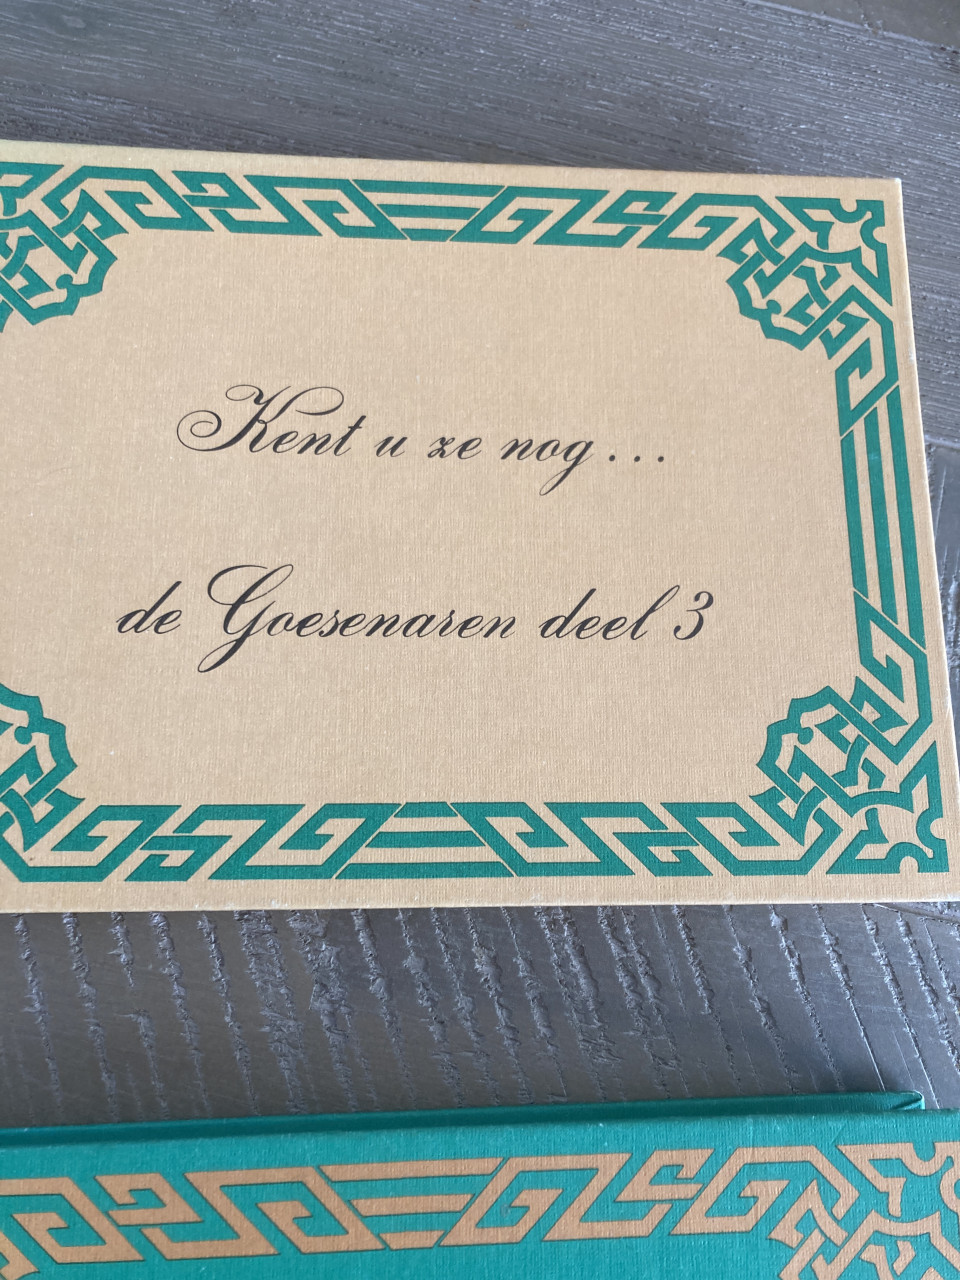 Kent u ze nog...
de Goesenaren deel 3